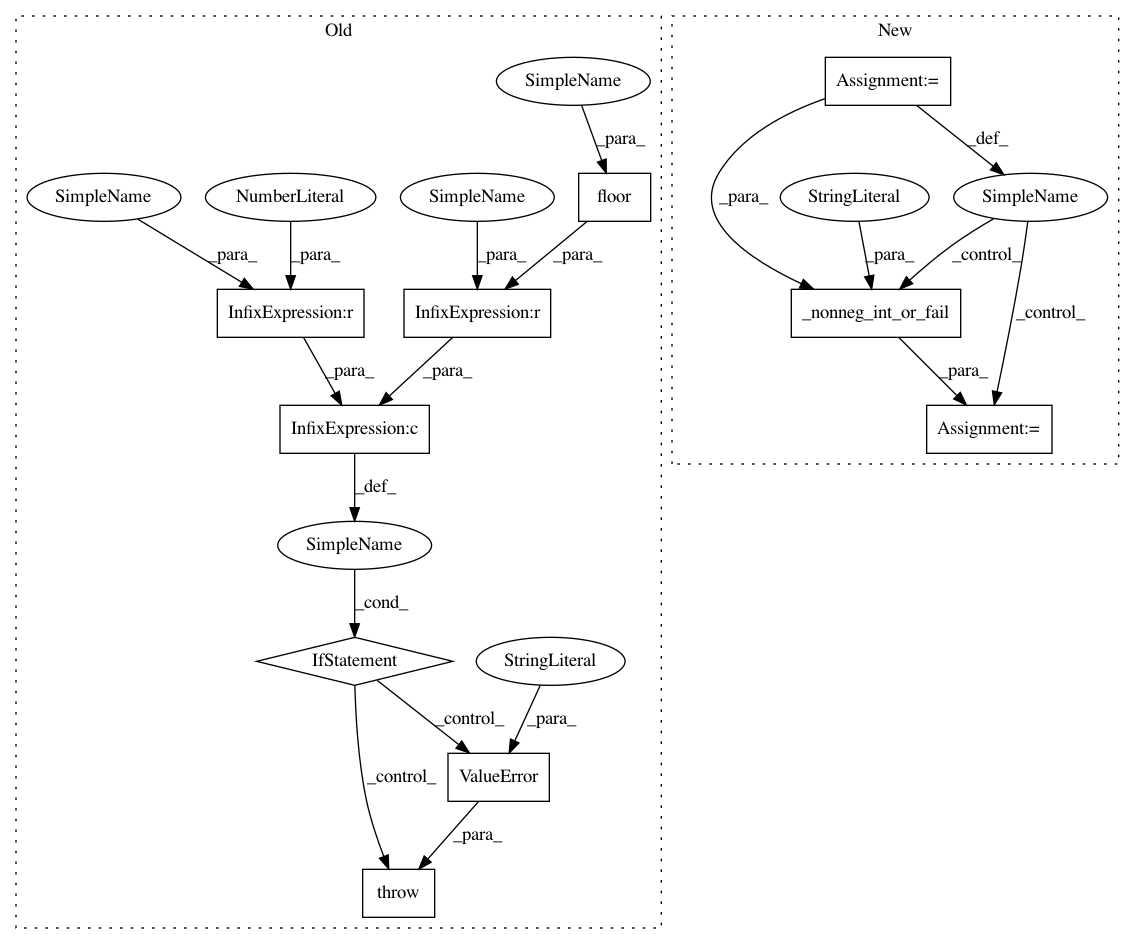 Old
New
SimpleName
Assignment:=
_para_
_def_
SimpleName
NumberLiteral
SimpleName
floor
_para_
StringLiteral
SimpleName
_para_
_para_
_para_
_para_
_para_
_control_
InfixExpression:r
InfixExpression:r
_nonneg_int_or_fail
_control_
_para_
_para_
_para_
InfixExpression:c
Assignment:=
_def_
SimpleName
_cond_
IfStatement
StringLiteral
_control_
_para_
_control_
ValueError
_para_
throw